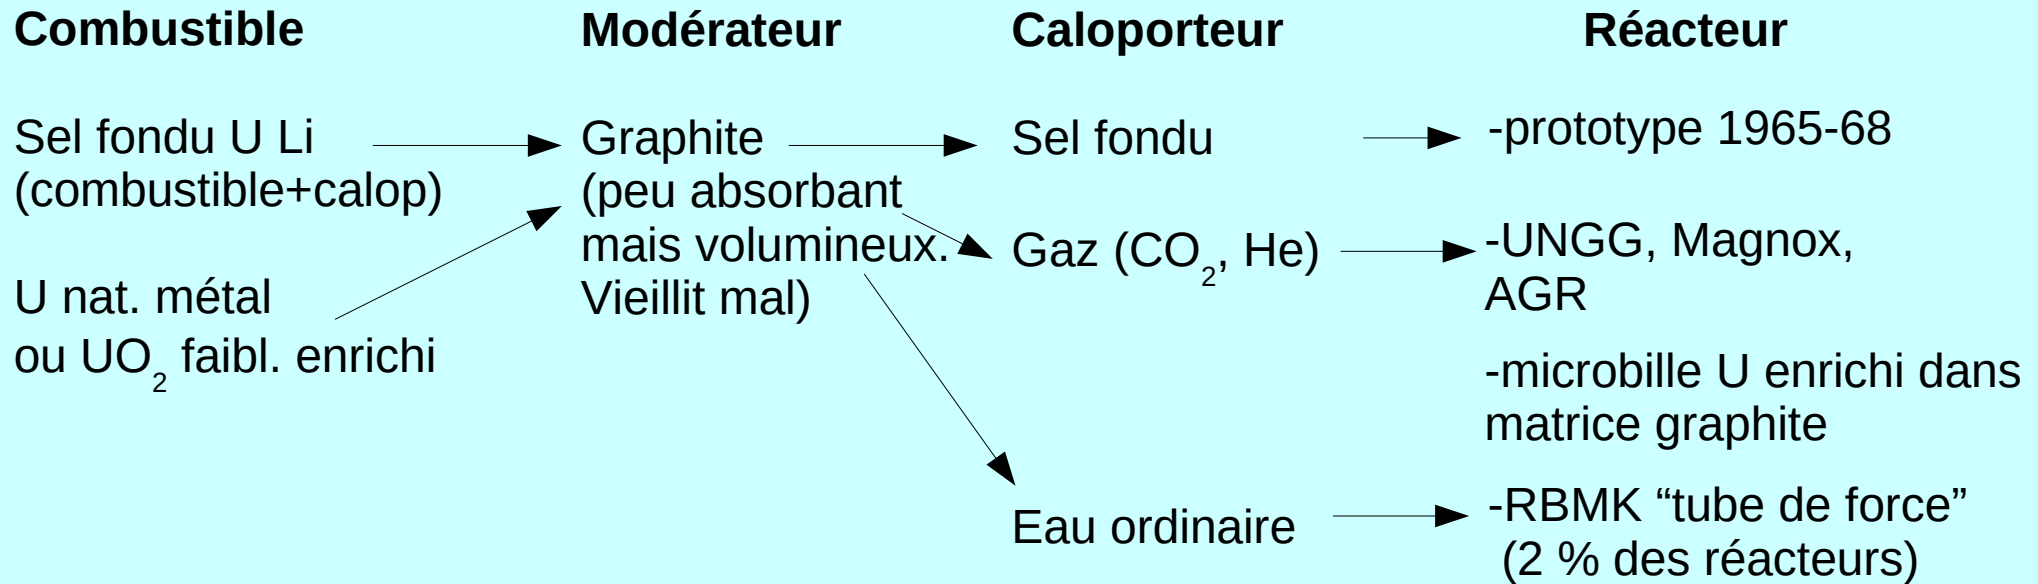 Combustible
Modérateur
Caloporteur
Réacteur
Sel fondu U Li
(combustible+calop)
U nat. métal
ou UO2 faibl. enrichi
Graphite
(peu absorbant
mais volumineux.
Vieillit mal)
Sel fondu
Gaz (CO2, He)
Eau ordinaire
-prototype 1965-68
-UNGG, Magnox,
AGR
-microbille U enrichi dans
matrice graphite
-RBMK “tube de force”
(2 % des réacteurs)